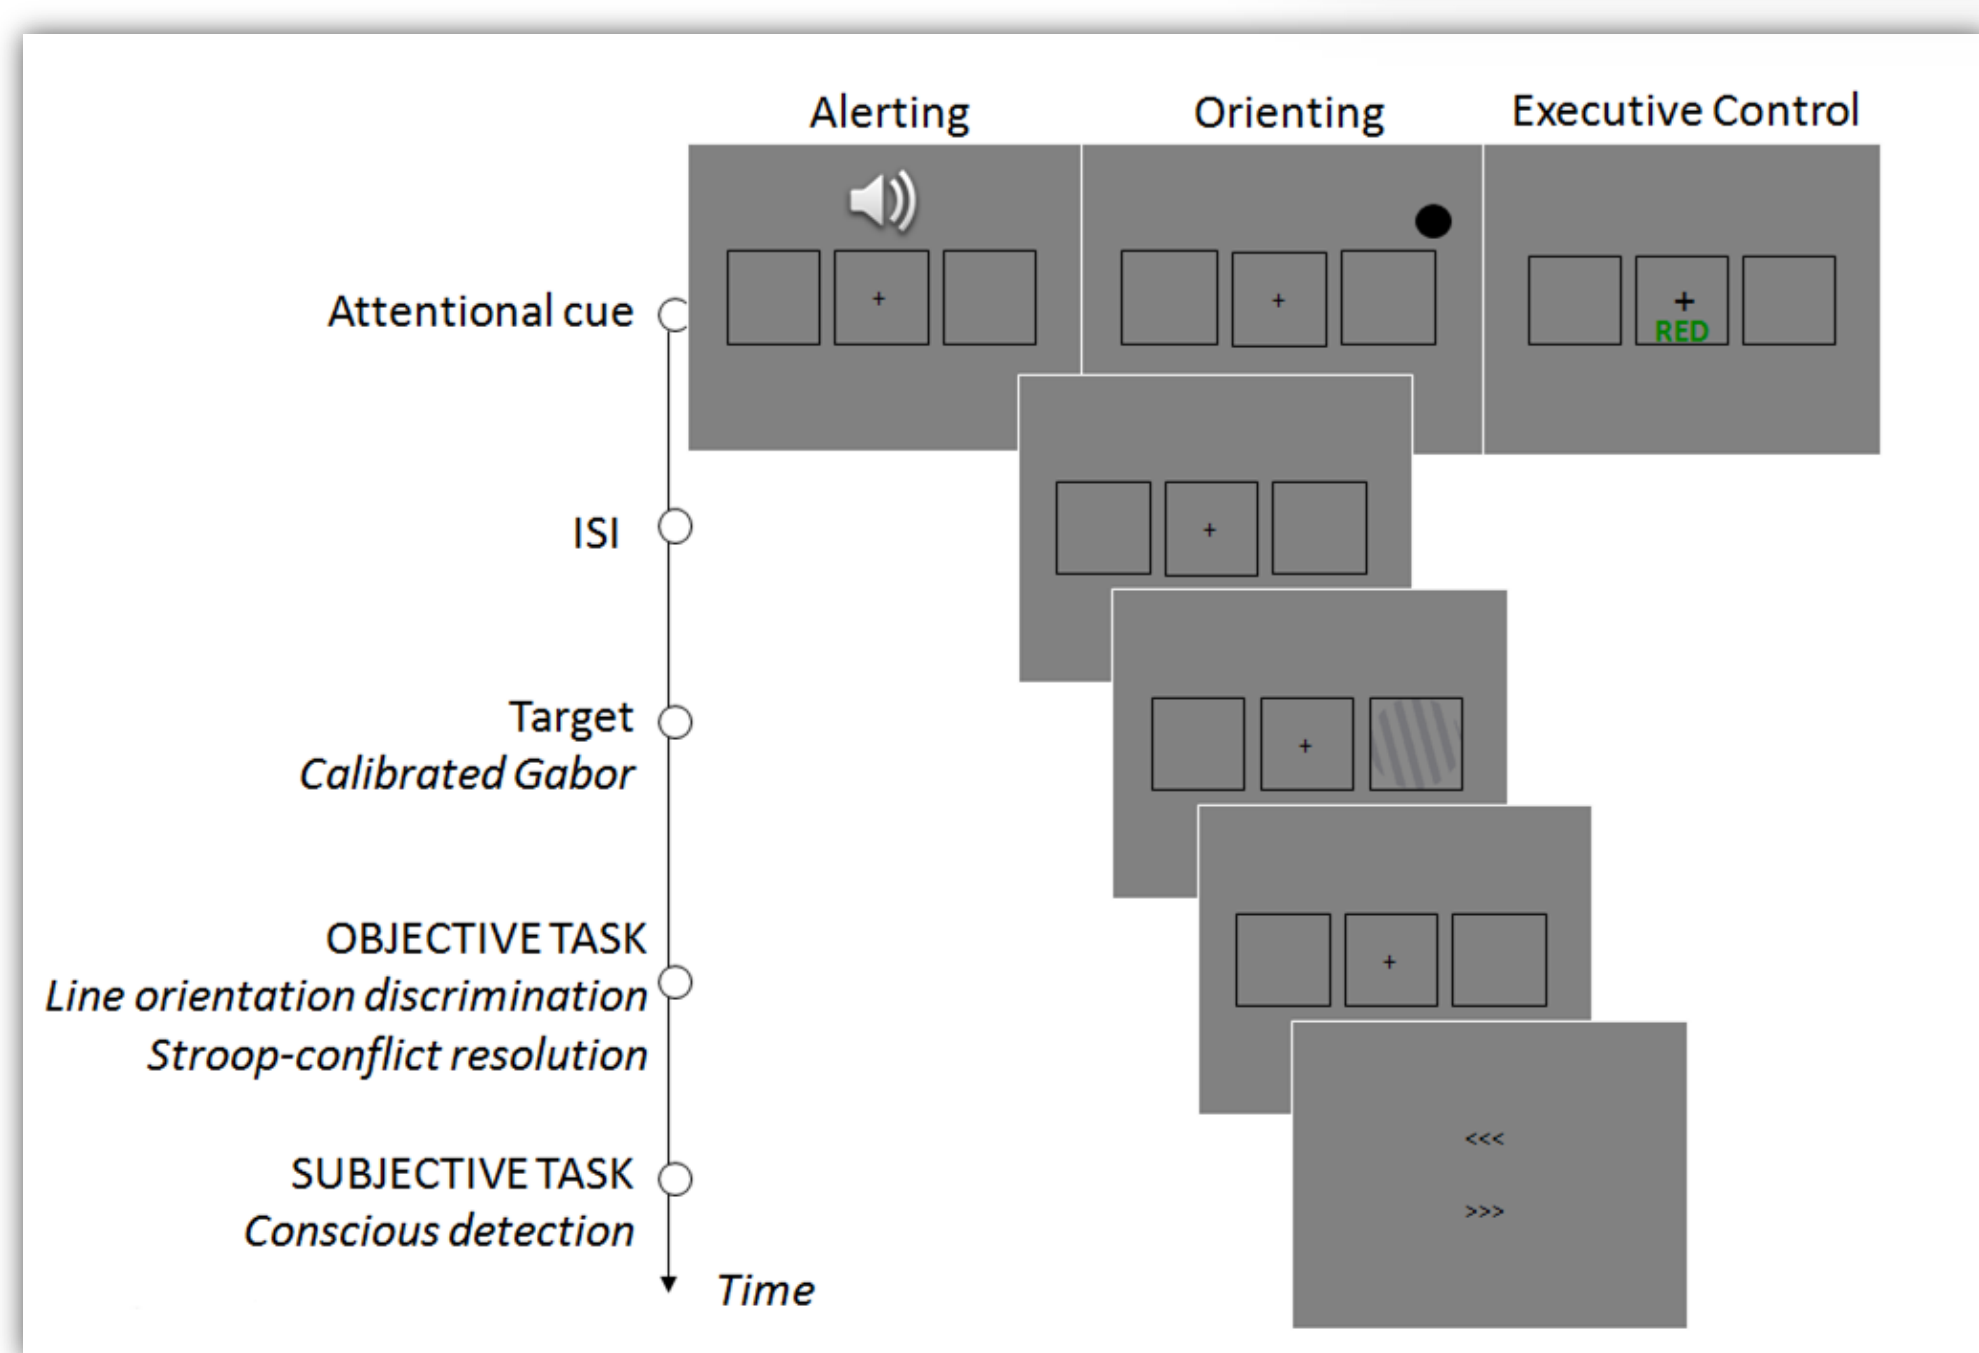 Alerting
Orienting
Executive Control
Attentional cue
+
+
+
RED
ISI
+
Target
Calibrated Gabor
+
OBJECTIVE TASK
Line orientation discrimination
Stroop-conflict resolution
+
SUBJECTIVE TASK
Conscious detection
<<<
>>>
Time